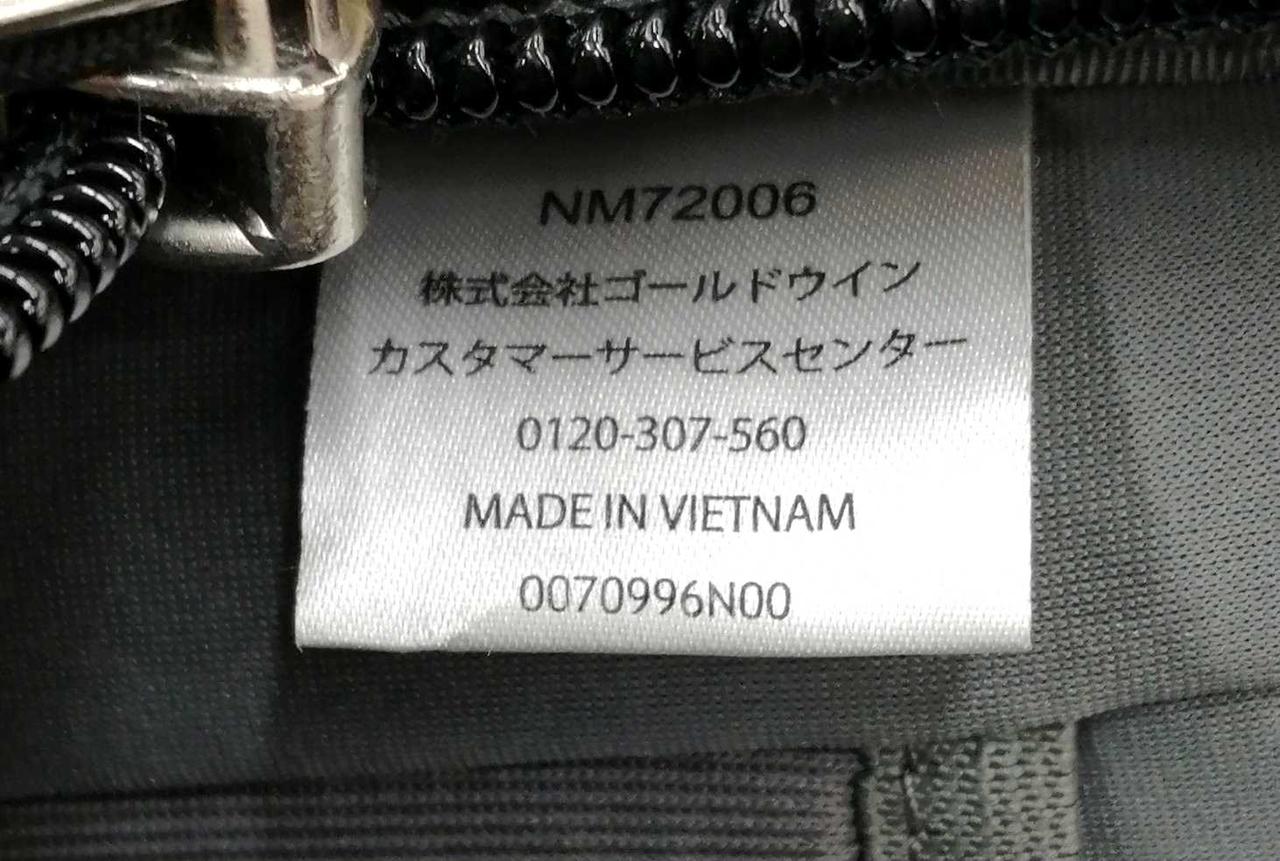 NM72006
株式会社ゴールドウイン
カスタマーサービスセンター
0120-307-560
MADE IN VIETNAM
0070996N00